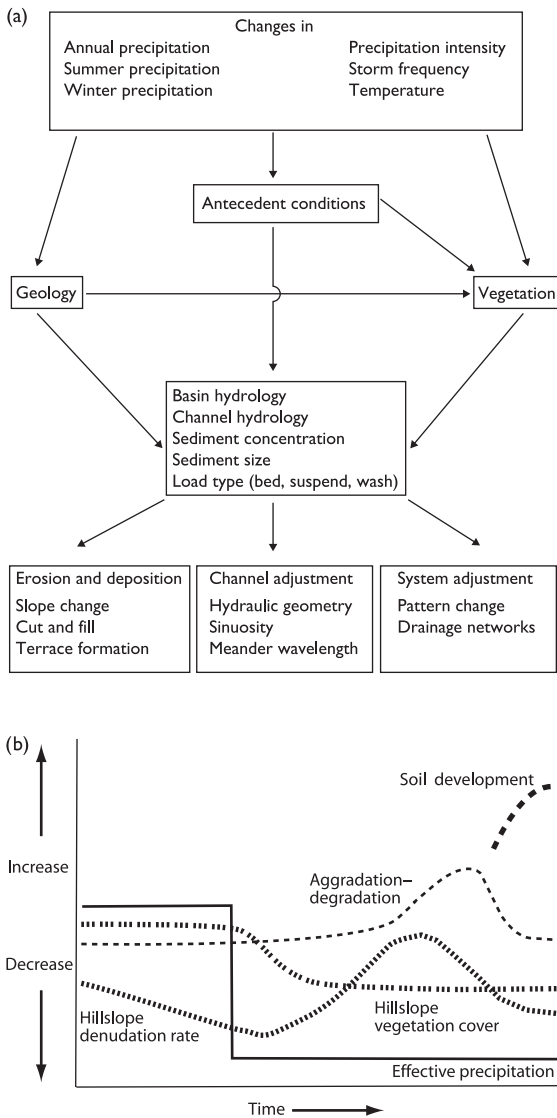 (a)
Changes in
Annual precipitation
Summer precipitation
Winter precipitation
Precipitation intensity
Storm frequency
Temperature
Antecedent conditions
Geology
Vegetation
Basin hydrology
Channel hydrology
Sediment concentration
Sediment size
Load type (bed, suspend, wash)
Erosion and deposition
Slope change
Cut and fill
Terrace formation
Channel adjustment
Hydraulic geometry
Sinuosity
Meander wavelength
System adjustment
Pattern change
Drainage networks
(b)
Soil development
Increase
Aggradation–
degradation
Decrease
Hillslope
denudation rate
Hillslope
vegetation cover
Effective precipitation
Time